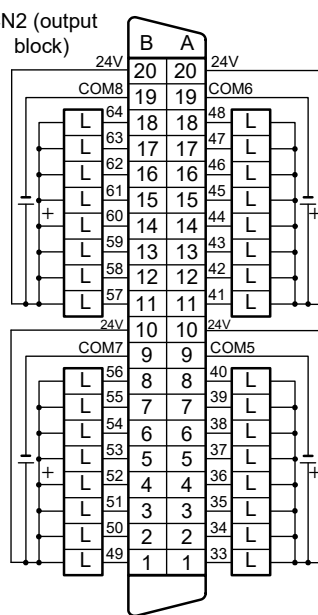 N2 (output
block)
B A
24V 20 20 24V
COM8 19 19 COM6
L 64 18 18 48 L
L 63 17 17 47 L
L 62 16 16 46 L
L 61 15 15 45 L
+ +
L 60 14 14 44 L
L 59 13 13 43 L
L 58 12 12 42 L
L 57 11 11 41 L
24V 10 10 24V
COM7 9 9 COM5
L 56 8 8 40 L
L 55 7 7 39 L
L 54 6 6 38 L
L 53 5 5 37 L
+ +
L 52 4 4 36 L
L 51 3 3 35 L
L 50 2 2 34 L
L 49 1 1 33 L